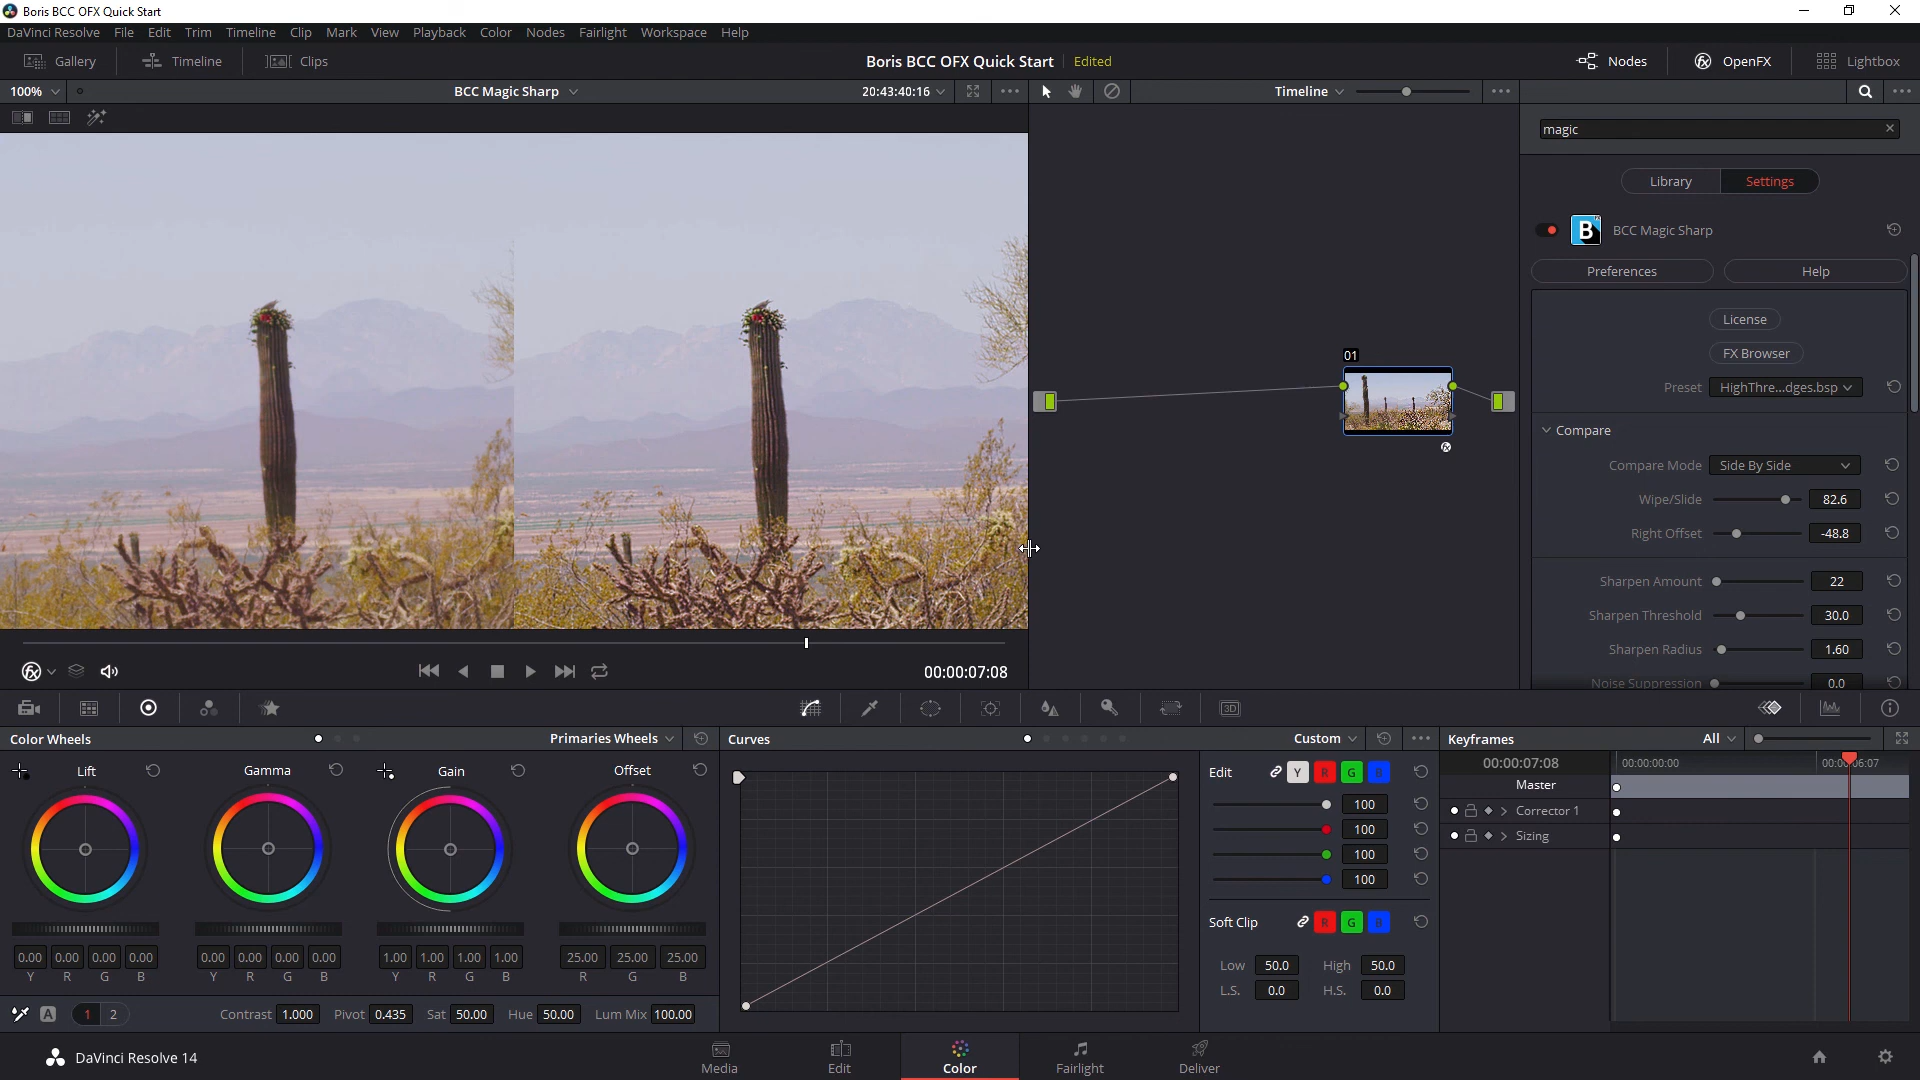 Boris BCC OFX Quick Start
DaVinci Resolve File Edit Trim Timeline Clip Mark View Playback Color Nodes Fairlight Workspace Help
Gallery Timeline Clips Boris BCC OFX Quick Start Edited Nodes OpenFX Lightbox
100% BCC Magic Sharp 20:43:40:16 Timeline
magic
Library Settings
B BCC Magic Sharp
Preferences Help
License
FX Browser
Preset HighThre...dges.bsp
Compare
Compare Mode Side By Side
Wipe/Slide 82.6
Right Offset -48.8
Sharpen Amount 22
Sharpen Threshold 30.0
Sharpen Radius 1.60
Noise Suppression 0.0
01
fx
00:00:07:08
3D
Color Wheels Primaries Wheels
Lift Gamma Gain Offset
0.00 0.00 0.00 0.00 0.00 0.00 0.00 0.00 1.00 1.00 1.00 1.00 25.00 25.00 25.00
Y R G B Y R G B Y R G B R G B
A 1 2 Contrast 1.000 Pivot 0.435 Sat 50.00 Hue 50.00 Lum Mix 100.00
Curves Custom
Edit Y R G B
100
100
100
100
Soft Clip R G B
Low 50.0 High 50.0
L.S. 0.0 H.S. 0.0
Keyframes All
00:00:07:08 00:00:00:00 00:00:06:07
Master
Corrector 1
Sizing
DaVinci Resolve 14
Media Edit Color Fairlight Deliver